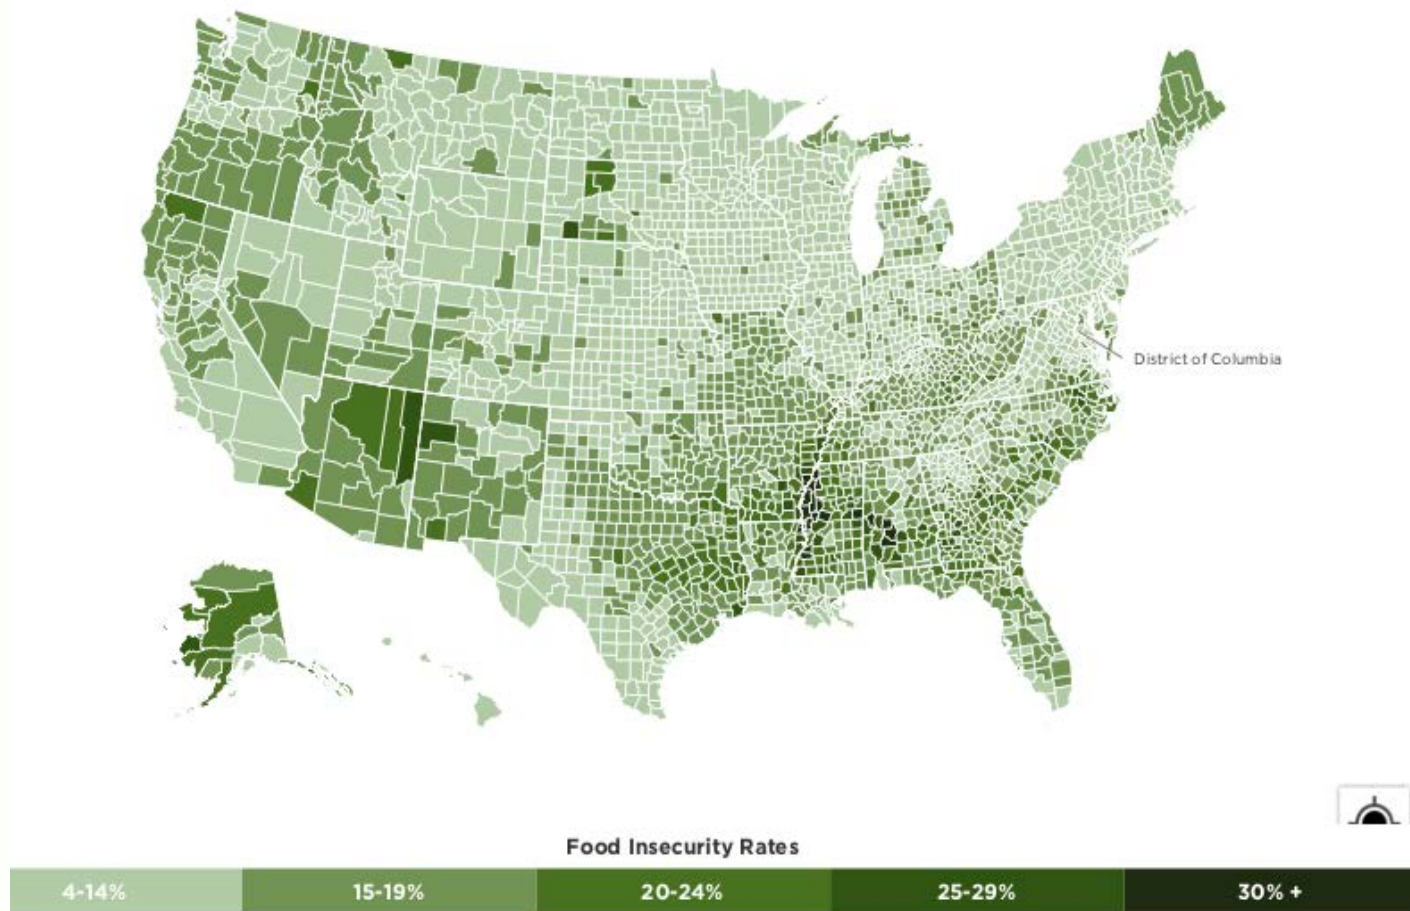 District of Columbia
Food Insecurity Rates
4-14%
15-19%
20-24%
25-29%
30% +